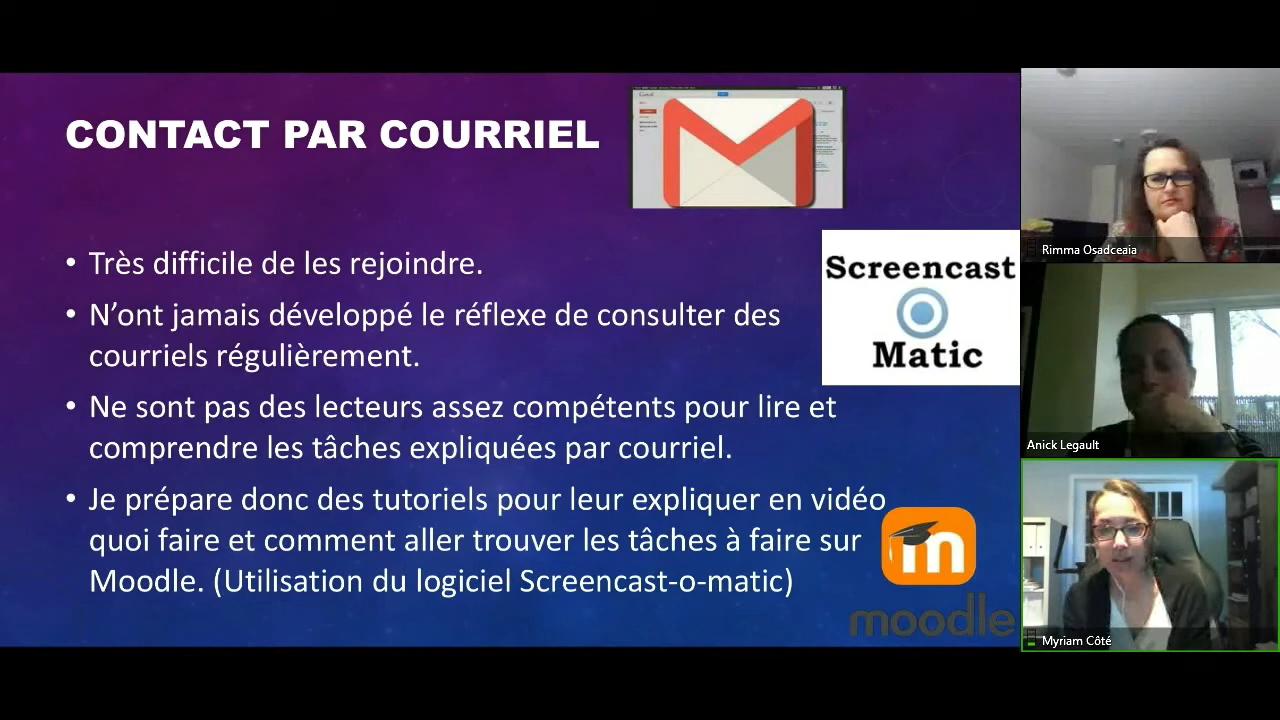 CONTACT PAR COURRIEL
• Très difficile de les rejoindre.
• N’ont jamais développé le réflexe de consulter des
courriels régulièrement.
• Ne sont pas des lecteurs assez compétents pour lire et
comprendre les tâches expliquées par courriel.
• Je prépare donc des tutoriels pour leur expliquer en vidéo
quoi faire et comment aller trouver les tâches à faire sur
Moodle. (Utilisation du logiciel Screencast-o-matic)
Screencast
Matic
m
moodle
Rimma Osadceaia
Anick Legault
Myriam Côté